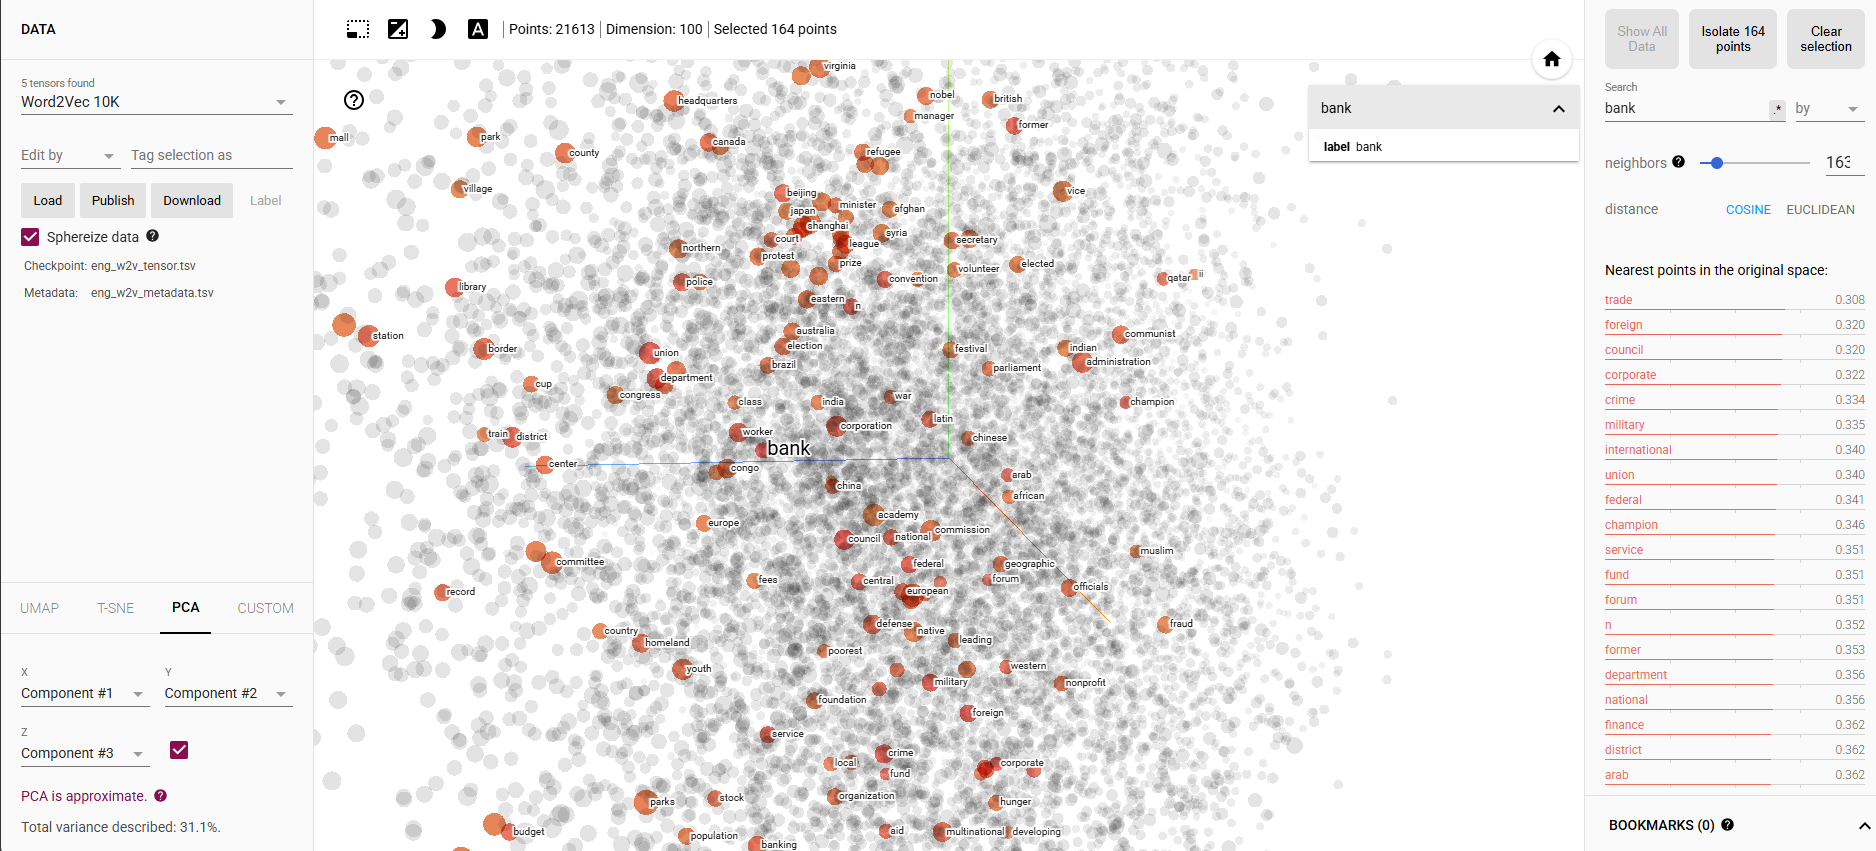 DATA
5 tensors found
Word2Vec 10K
Edit by
Tag selection as
Load
Publish
Download
Label
Sphereize data
Checkpoint: eng_w2v_tensor.tsv
Metadata: eng_w2v_metadata.tsv
UMAP
T-SNE
PCA
CUSTOM
X
Component #1
Y
Component #2
Z
Component #3
PCA is approximate.
Total variance described: 31.1%.
A
Points: 21613
Dimension: 100
Selected 164 points
virginia
headquarters
nobel
british
manager
former
mall
park
canada
county
refugee
village
beijing
vice
japan
minister
afghan
shanghai
syria
court
league
secretary
northern
protest
prize
volunteer
elected
police
convention
qatar
ii
library
eastern
n
station
australia
communist
border
union
election
festival
indian
brazil
parliament
administration
cup
department
congress
class
india
war
champion
latin
train
district
worker
corporation
chinese
bank
center
congo
arab
china
african
europe
academy
commission
council
national
muslim
committee
federal
geographic
fees
central
forum
record
european
officials
country
defense
native
fraud
homeland
leading
poorest
youth
western
military
nonprofit
foundation
foreign
service
crime
local
fund
corporate
parks
stock
organization
hunger
budget
population
aid
multinational
developing
banking
bank
label bank
Show All Data
Isolate 164 points
Clear selection
Search
bank
.*
by
neighbors
163
distance
COSINE
EUCLIDEAN
Nearest points in the original space:
trade 0.308
foreign 0.320
council 0.320
corporate 0.322
crime 0.334
military 0.335
international 0.340
union 0.340
federal 0.341
champion 0.346
service 0.351
fund 0.351
forum 0.351
n 0.352
former 0.353
department 0.356
national 0.356
finance 0.362
district 0.362
arab 0.362
BOOKMARKS (0)